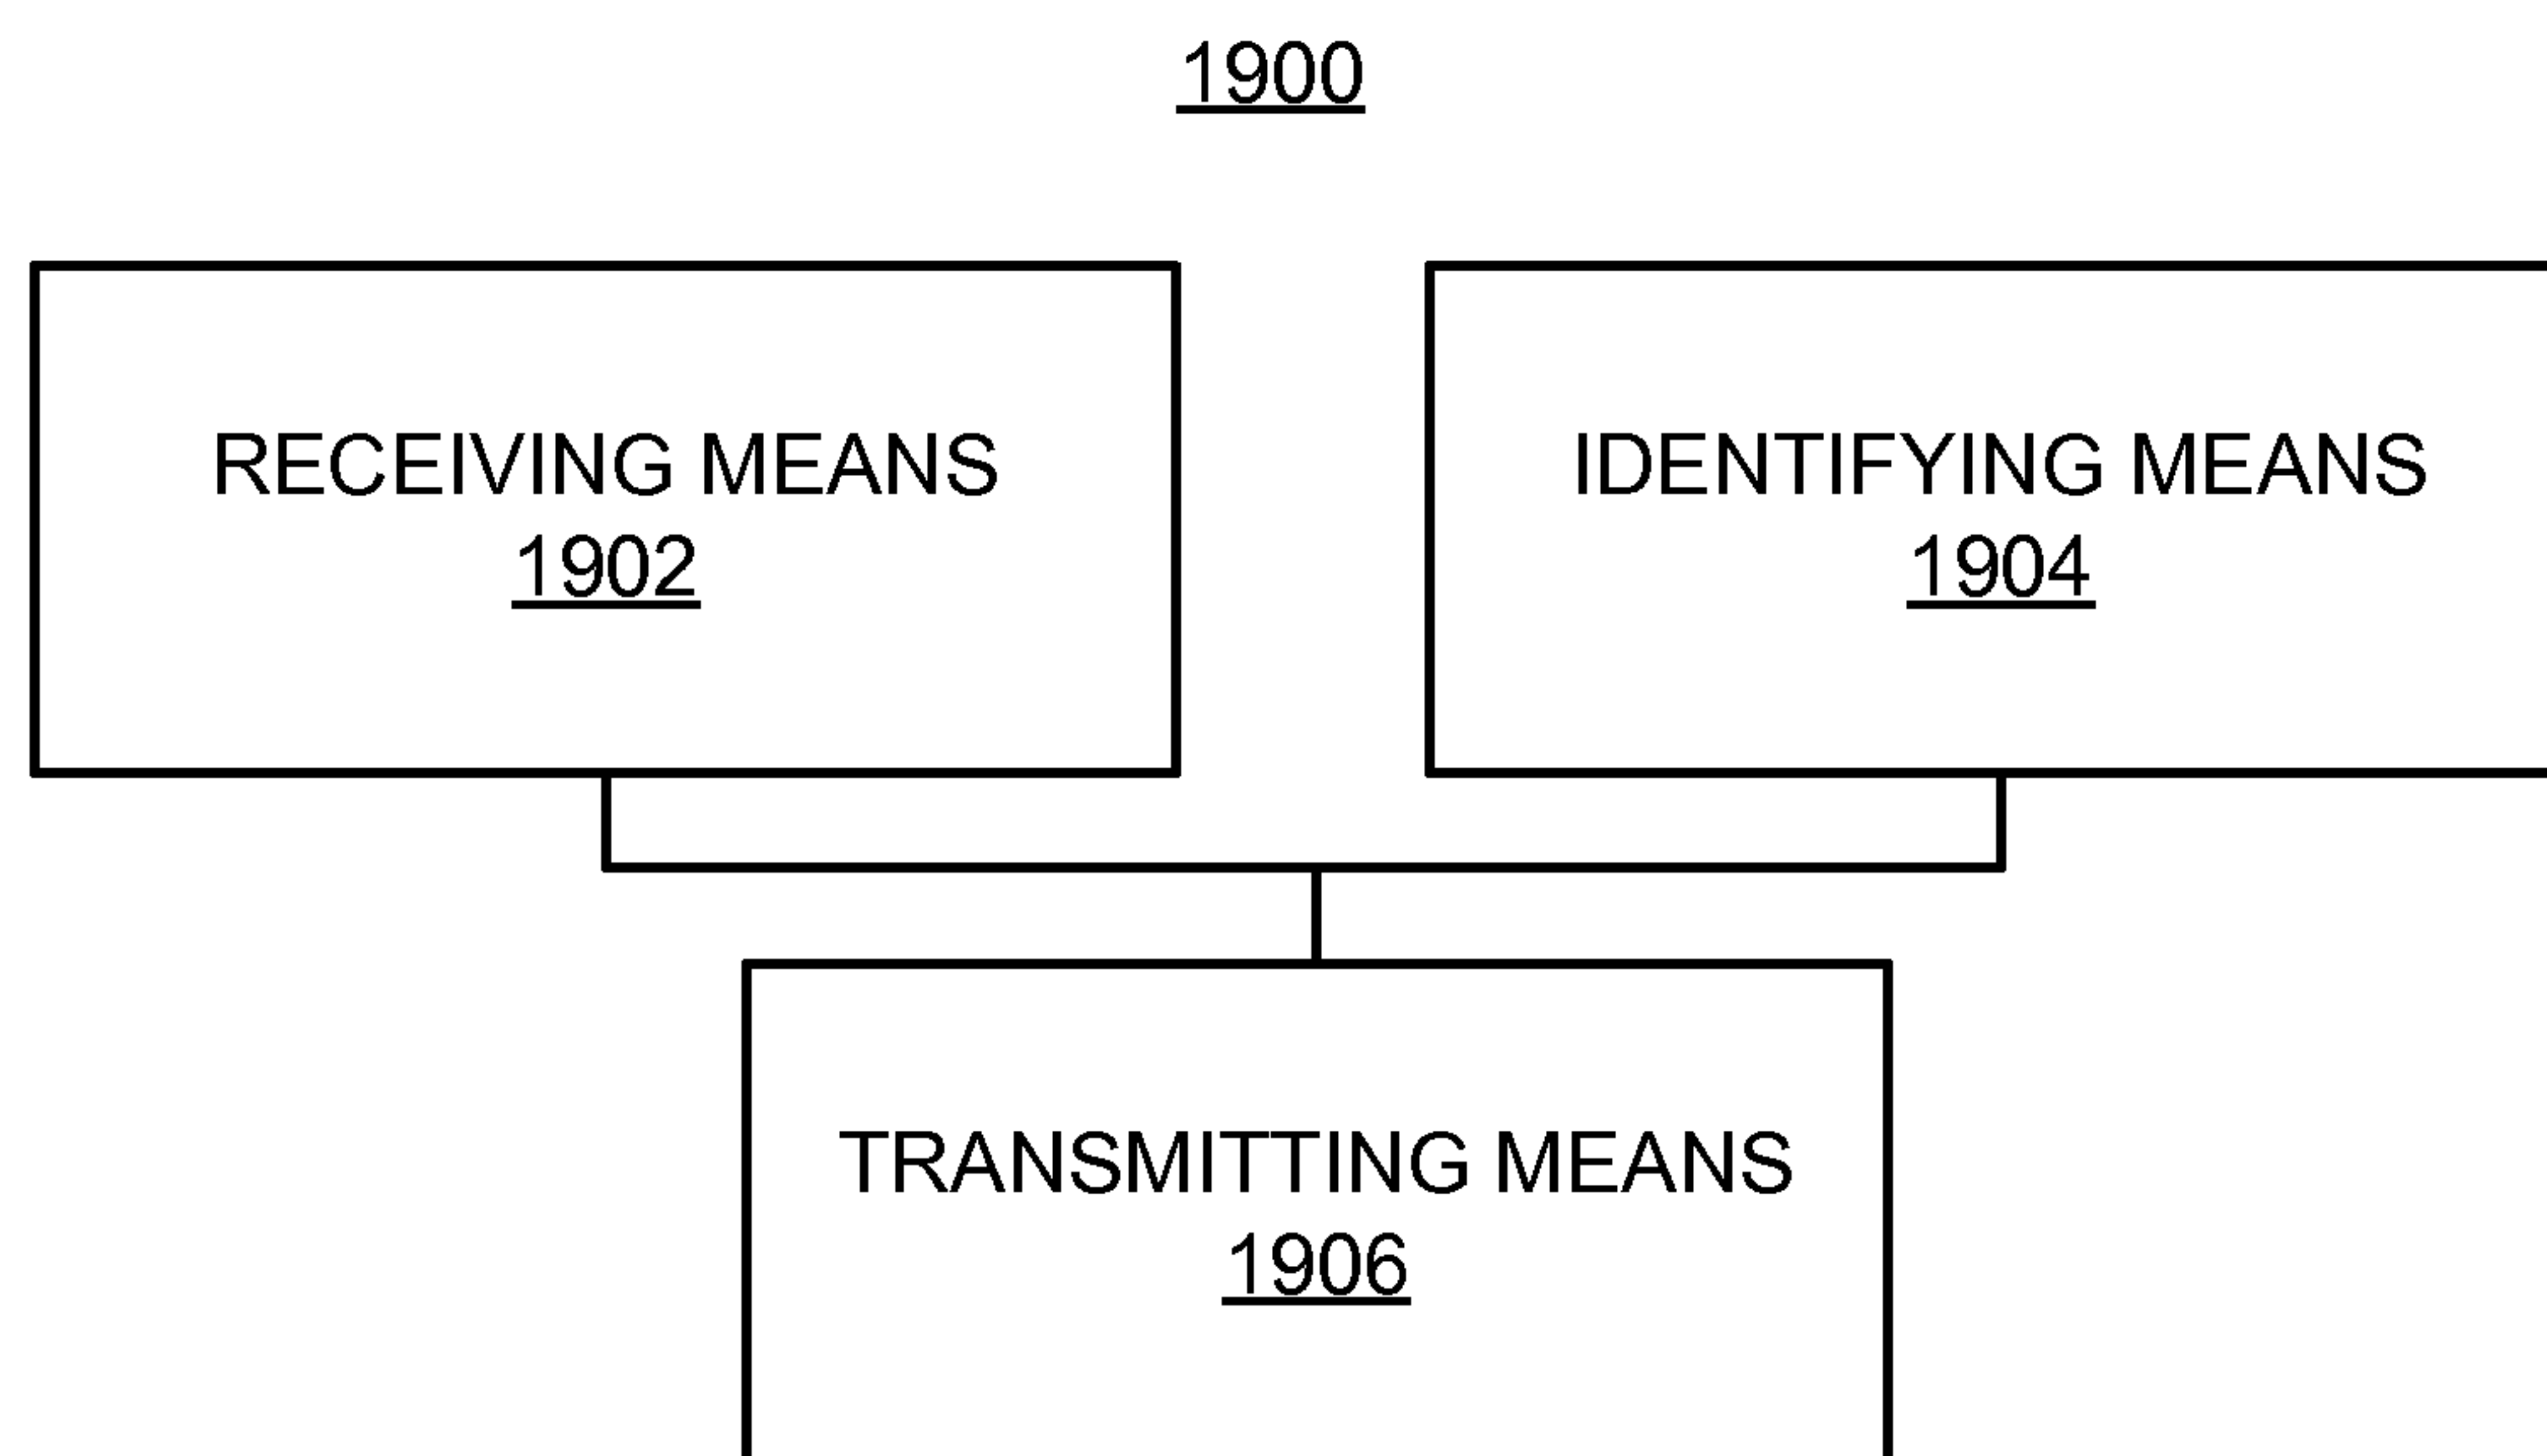 1900
RECEIVING MEANS
1902
IDENTIFYING MEANS
1904
TRANSMITTING MEANS
1906